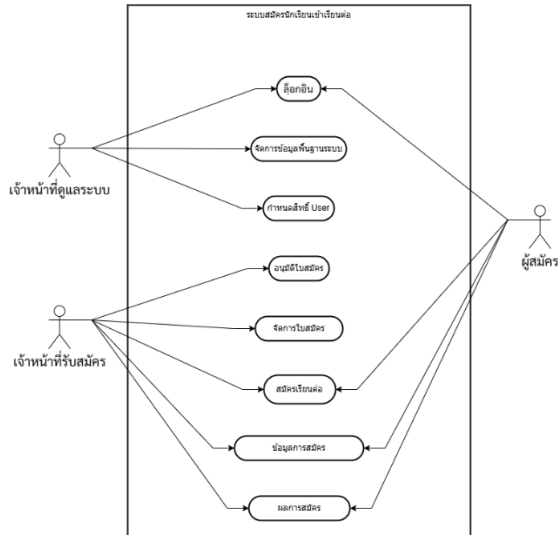 ระบบสมัครนักเรียนเข้าเรียนต่อ
ล็อกอิน
จัดการข้อมูลพื้นฐานระบบ
เจ้าหน้าที่ดูแลระบบ
กำหนดสิทธิ์ User
ผู้สมัคร
อนุมัติใบสมัคร
จัดการใบสมัคร
เจ้าหน้าที่รับสมัคร
สมัครเรียนต่อ
ข้อมูลการสมัคร
ผลการสมัคร